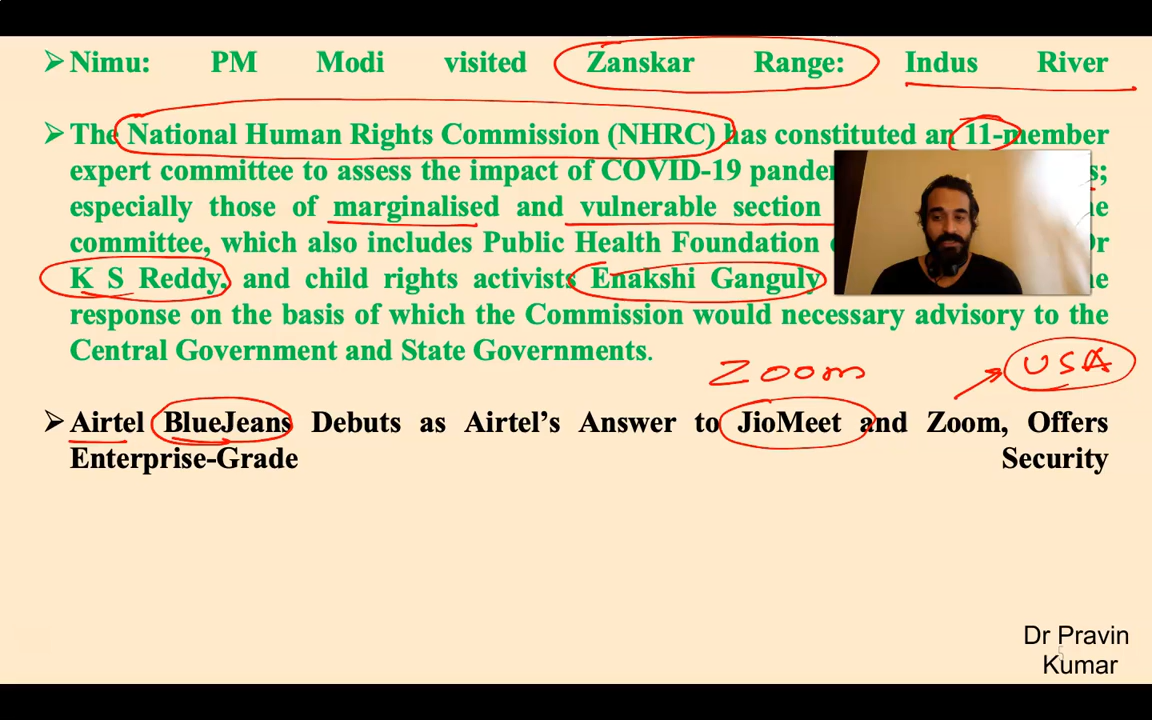 ➢Nimu: PM Modi visited Zanskar Range: Indus River
➢The National Human Rights Commission (NHRC) has constituted an 11-member
expert committee to assess the impact of COVID-19 s;
especially those of marginalised and vulnerable section
committee, which also includes Public Health Foundation
K S Reddy, and child rights activists Enakshi Ganguly
response on the basis of which the Commission would necessary advisory to the
Central Government and State Governments.
Zoom
USA
➢Airtel BlueJeans Debuts as Airtel's Answer to JioMeet and Zoom, Offers
Enterprise-Grade Security
Dr Pravin
Kumar